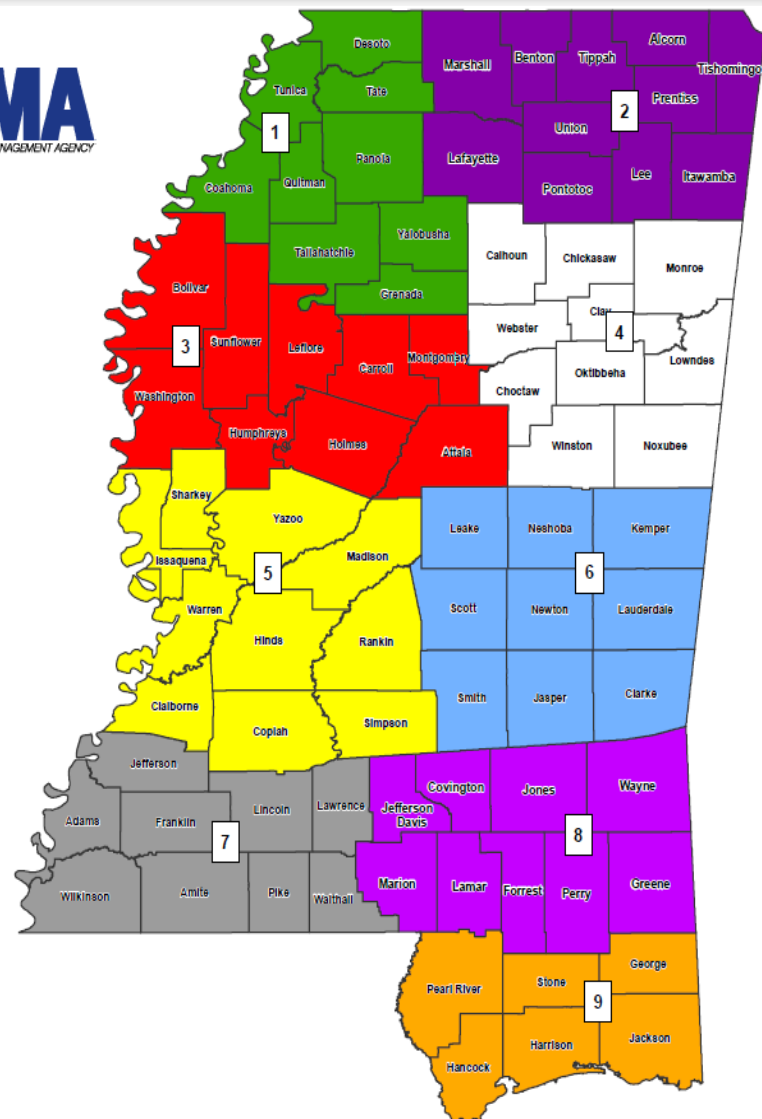 MA
NAGEMENT AGENCY
Desoto
Marshall
Benton
Tippah
Alcorn
Tishomingo
Tunica
Tate
Prentiss
1
2
Union
Panola
Lafayette
Coahoma
Quitman
Pontotoc
Lee
Itawamba
Tallahatchie
Yalobusha
Calhoun
Chickasaw
Monroe
Bolivar
Grenada
Sunflower
Leflore
Webster
Clay
4
3
Carroll
Montgomery
Lowndes
Oktibbeha
Washington
Choctaw
Humphreys
Holmes
Attala
Winston
Noxubee
Sharkey
Yazoo
Leake
Neshoba
Kemper
Issaquena
Madison
5
6
Warren
Scott
Newton
Lauderdale
Hinds
Rankin
Claiborne
Smith
Jasper
Clarke
Copiah
Simpson
Jefferson
Covington
Jones
Wayne
Adams
Franklin
Lincoln
Lawrence
Jefferson
Davis
7
8
Wilkinson
Amite
Pike
Walthall
Marion
Lamar
Forrest
Perry
Greene
Pearl River
Stone
George
9
Hancock
Harrison
Jackson